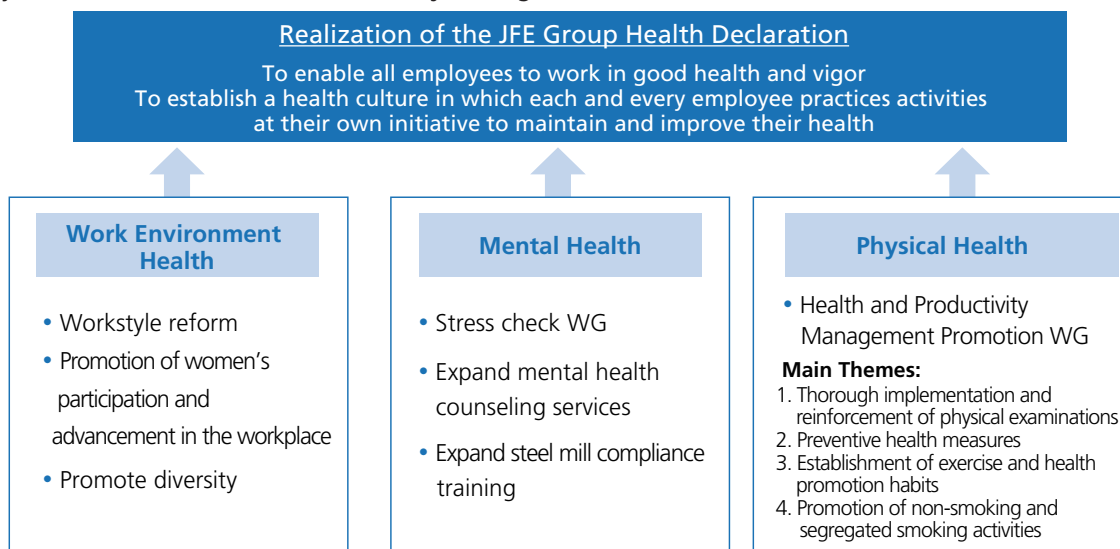 Realization of the JFE Group Health Declaration
To enable all employees to work in good health and vigor
To establish a health culture in which each and every employee practices activities
at their own initiative to maintain and improve their health
Work Environment
Health
• Workstyle reform
• Promotion of women's
participation and
advancement in the workplace
• Promote diversity
Mental Health
• Stress check WG
• Expand mental health
counseling services
• Expand steel mill compliance
training
Physical Health
• Health and Productivity
Management Promotion WG
Main Themes:
1. Thorough implementation and
reinforcement of physical examinations
2. Preventive health measures
3. Establishment of exercise and health
promotion habits
4. Promotion of non-smoking and
segregated smoking activities